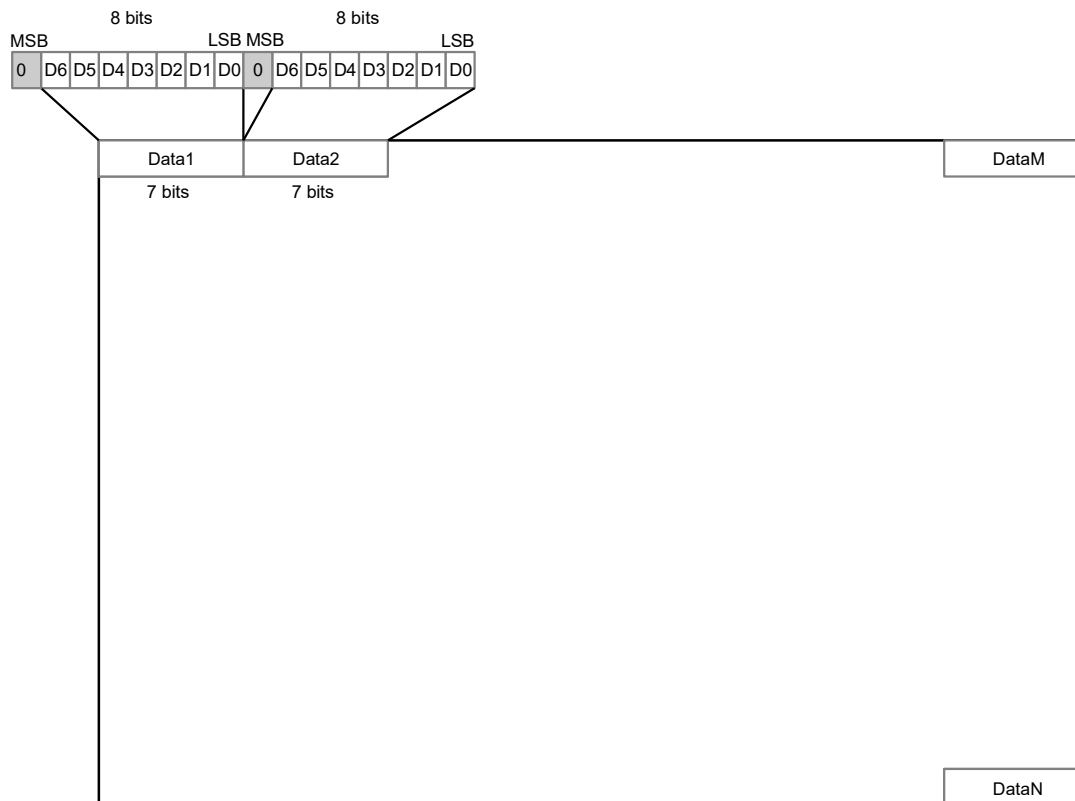 8 bits 8 bits
MSB LSB MSB LSB
0 D6 D5 D4 D3 D2 D1 D0 0 D6 D5 D4 D3 D2 D1 D0
Data1 Data2 DataM
7 bits 7 bits
DataN